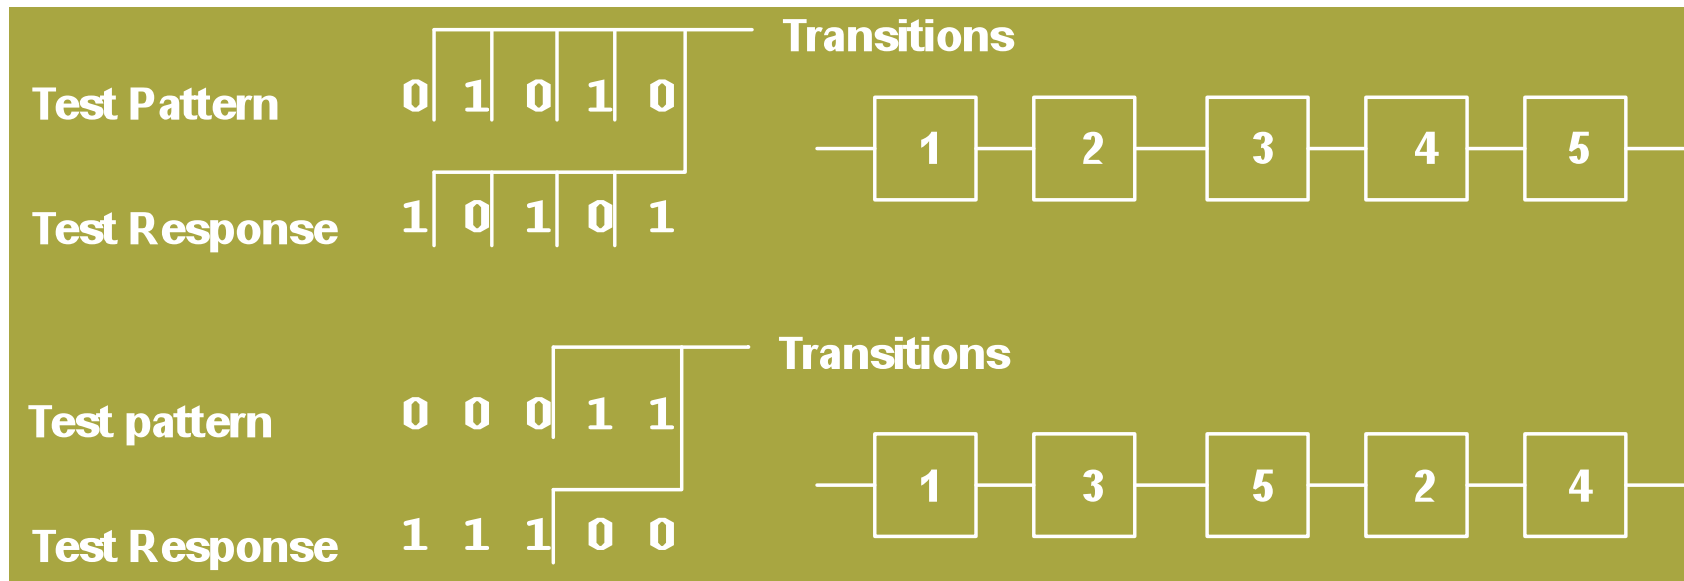 Transitions
Test Pattern 0 1 0 1 0
1 2 3 4 5
Test Response 1 0 1 0 1
Transitions
Test pattern 0 0 0 1 1
1 3 5 2 4
Test Response 1 1 1 0 0